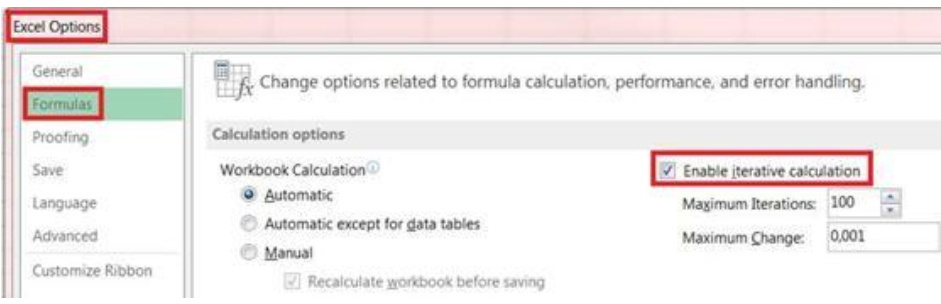 Excel Options
General
Formulas
Proofing
Save
Language
Advanced
Customize Ribbon
fx Change options related to formula calculation, performance, and error handling.
Calculation options
Workbook Calculation
Automatic
Automatic except for data tables
Manual
Recalculate workbook before saving
Enable iterative calculation
Maximum Iterations: 100
Maximum Change: 0,001